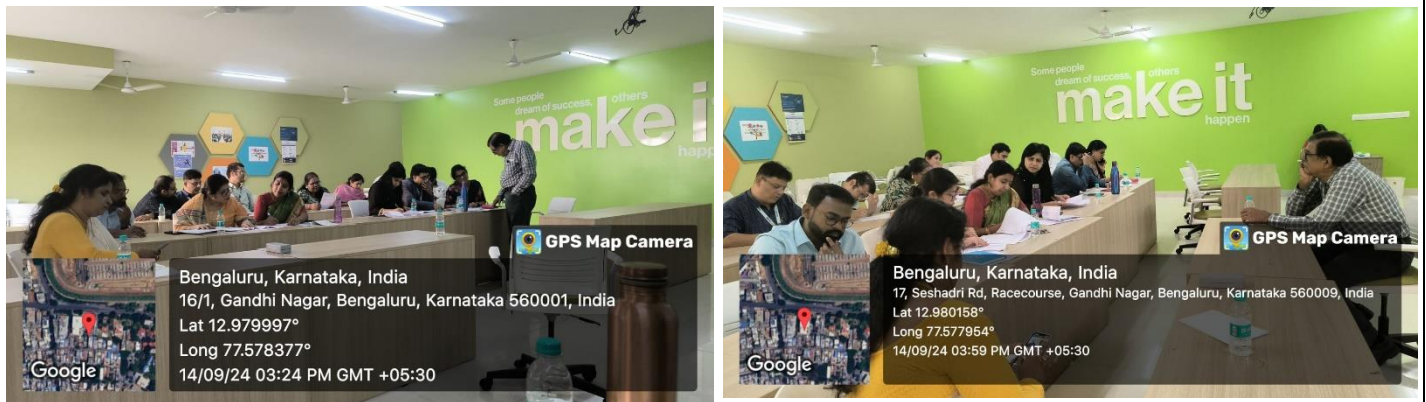 Some people
dream of success, others
make i
happ
GPS Map Camera
Bengaluru, Karnataka, India
16/1, Gandhi Nagar, Bengaluru, Karnataka 560001, India
Lat 12.979997°
Long 77.578377°
14/09/24 03:24 PM GMT +05:30
Google
Some people
dream of success, others
make it
happen
GPS Map Camera
Bengaluru, Karnataka, India
17, Seshadri Rd, Racecourse, Gandhi Nagar, Bengaluru, Karnataka 560009, India
Lat 12.980158°
Long 77.577954°
14/09/24 03:59 PM GMT +05:30
Google